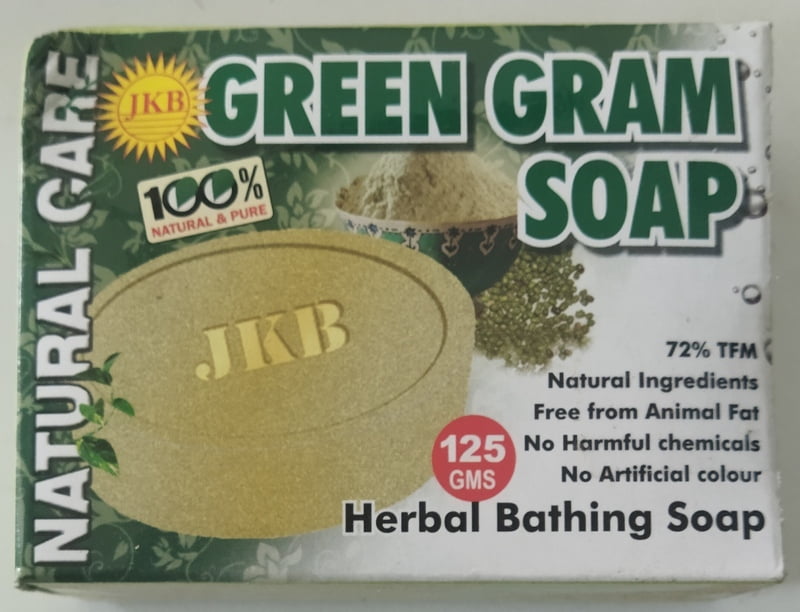 NATURAL CARE
JKB
GREEN GRAM
SOAP
100%
NATURAL & PURE
JKB
72% TFM
Natural Ingredients
Free from Animal Fat
No Harmful chemicals
No Artificial colour
125
GMS
Herbal Bathing Soap